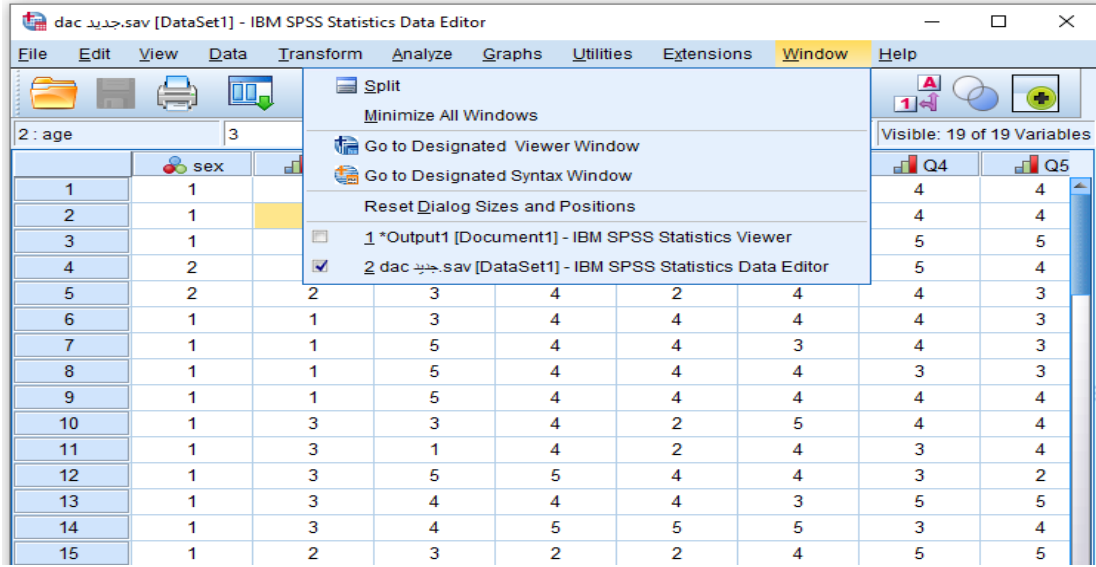 dac جديد.sav [DataSet1] - IBM SPSS Statistics Data Editor
File Edit View Data Transform Analyze Graphs Utilities Extensions Window Help
Split
Minimize All Windows
Go to Designated Viewer Window
Go to Designated Syntax Window
Reset Dialog Sizes and Positions
1 *Output1 [Document1] - IBM SPSS Statistics Viewer
2 dac جديد.sav [DataSet1] - IBM SPSS Statistics Data Editor
A
1
2 : age 3 Visible: 19 of 19 Variables
sex Q4 Q5
1 1 4 4
2 1 4 4
3 1 5 5
4 2 5 4
5 2 2 3 4 2 4 4 3
6 1 1 3 4 4 4 4 3
7 1 1 5 4 4 3 4 3
8 1 1 5 4 4 4 3 3
9 1 1 5 4 4 4 4 4
10 1 3 3 4 2 5 4 4
11 1 3 1 4 2 4 3 4
12 1 3 5 5 4 4 3 2
13 1 3 4 4 4 3 5 5
14 1 3 4 5 5 5 3 4
15 1 2 3 2 2 4 5 5